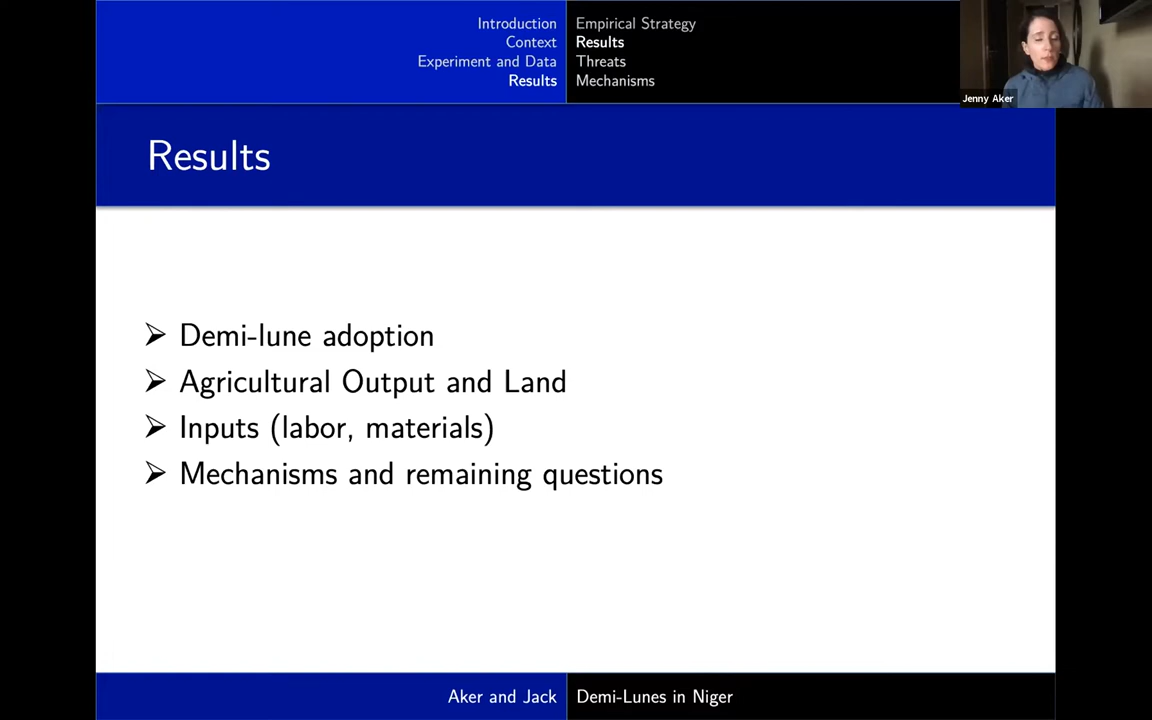 Introduction
Context
Experiment and Data
Results
Empirical Strategy
Results
Threats
Mechanisms
Jenny Aker
Results
Demi-lune adoption
Agricultural Output and Land
Inputs (labor, materials)
Mechanisms and remaining questions
Aker and Jack
Demi-Lunes in Niger